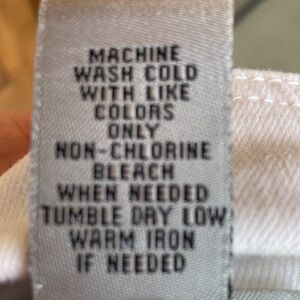 MACHINE
WASH COLD
WITH LIKE
COLORS
ONLY
NON-CHLORINE
BLEACH
WHEN NEEDED
TUMBLE DRY LOW
WARM IRON
IF NEEDED